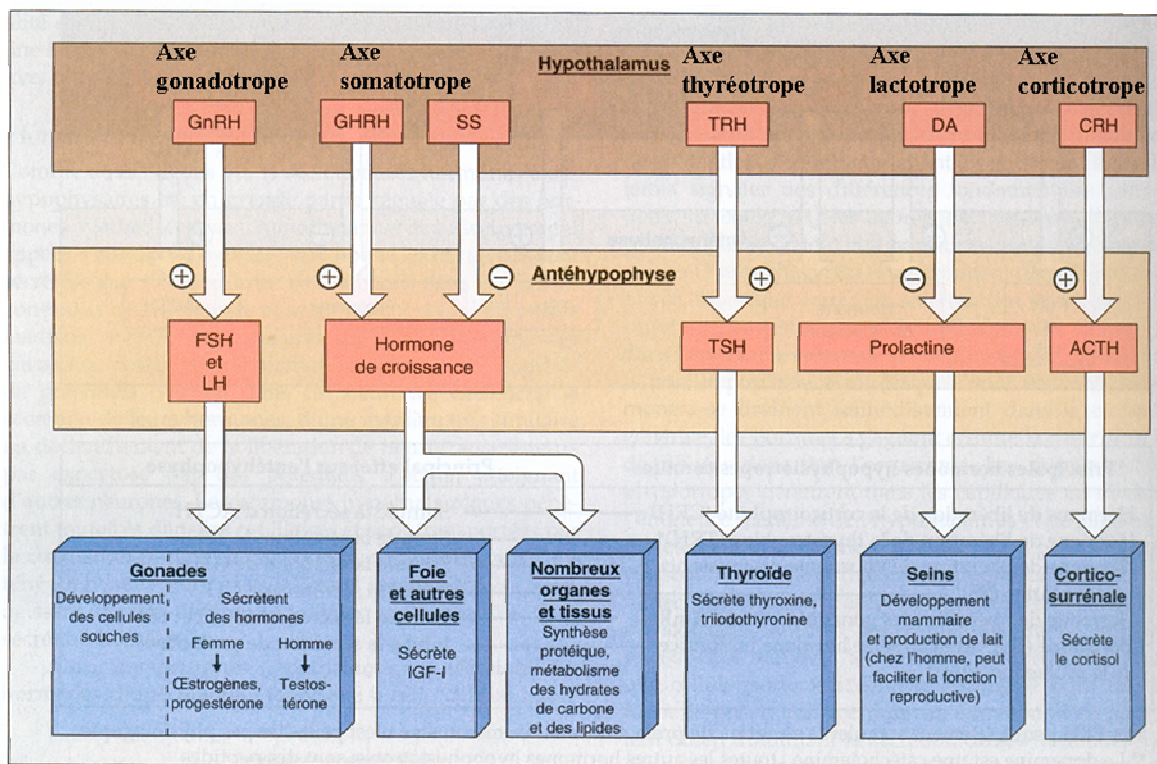 Axe
gonadotrope
Axe
somatotrope
Hypothalamus
Axe
thyréotrope
Axe
lactotrope
Axe
corticotrope
GnRH
GHRH
SS
TRH
DA
CRH
+
+
−
Antéhypophyse
+
−
+
FSH
et
LH
Hormone
de croissance
TSH
Prolactine
ACTH
Gonades
Développement
des cellules
souches
Sécrètent
des hormones
Femme
Homme
Œstrogènes,
progestérone
Testos-
térone
Foie
et autres
cellules
Sécrète
IGF-I
Nombreux
organes
et tissus
Synthèse
protéique,
métabolisme
des hydrates
de carbone
et des lipides
Thyroïde
Sécrète thyroxine,
triiodothyronine
Seins
Développement
mammaire
et production de lait
(chez l'homme, peut
faciliter la fonction
reproductive)
Cortico-
surrénale
Sécrète
le cortisol